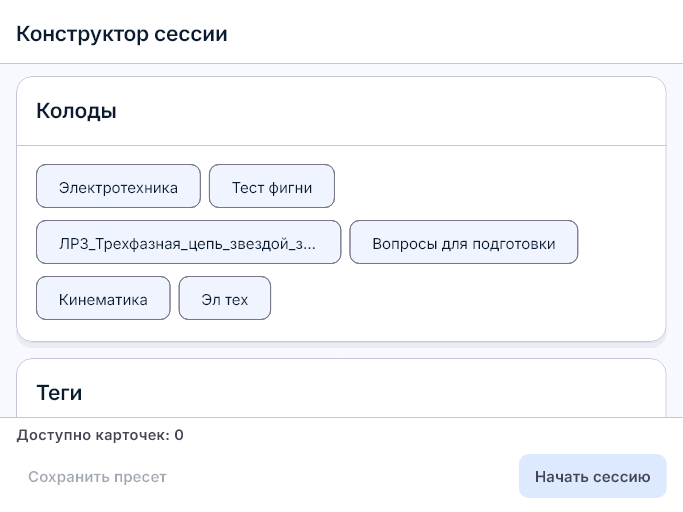 Конструктор сессии
Колоды
Электротехника
Тест фигни
ЛР3_Трехфазная_цепь_звездой_з...
Вопросы для подготовки
Кинематика
Эл тех
Теги
Доступно карточек: 0
Сохранить пресет
Начать сессию